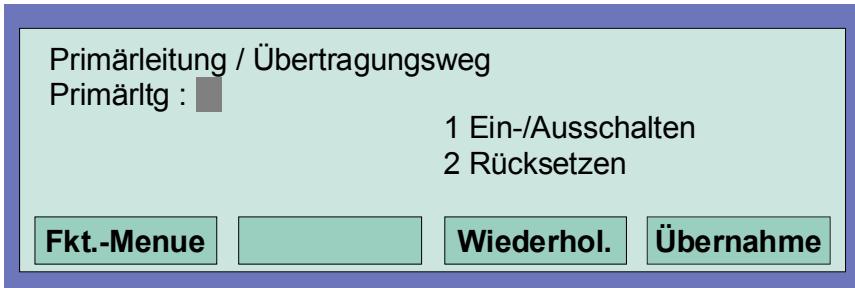 Primärleitung / Übertragungsweg
Primärltg :
1 Ein-/Ausschalten
2 Rücksetzen
Fkt.-Menue Wiederhol. Übernahme